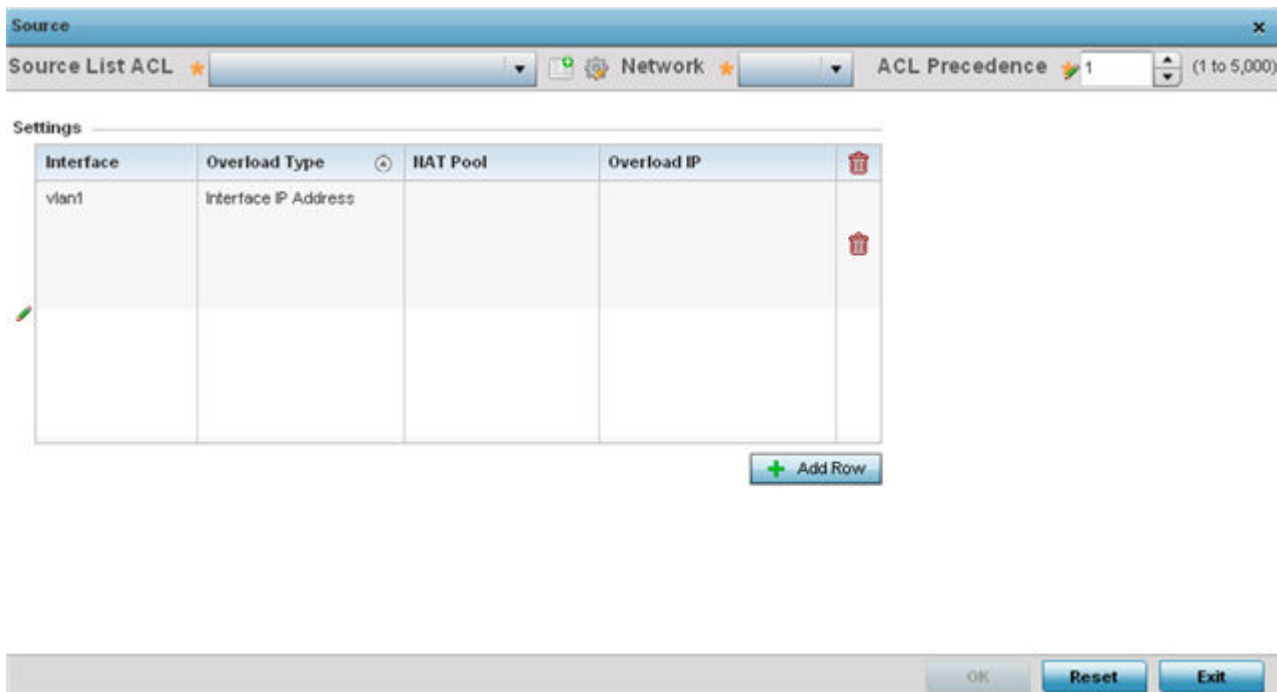 Source
Source List ACL Network ACL Precedence 1 (1 to 5,000)
Settings
Interface Overload Type NAT Pool Overload IP
vlan1 Interface IP Address
Add Row
OK Reset Exit